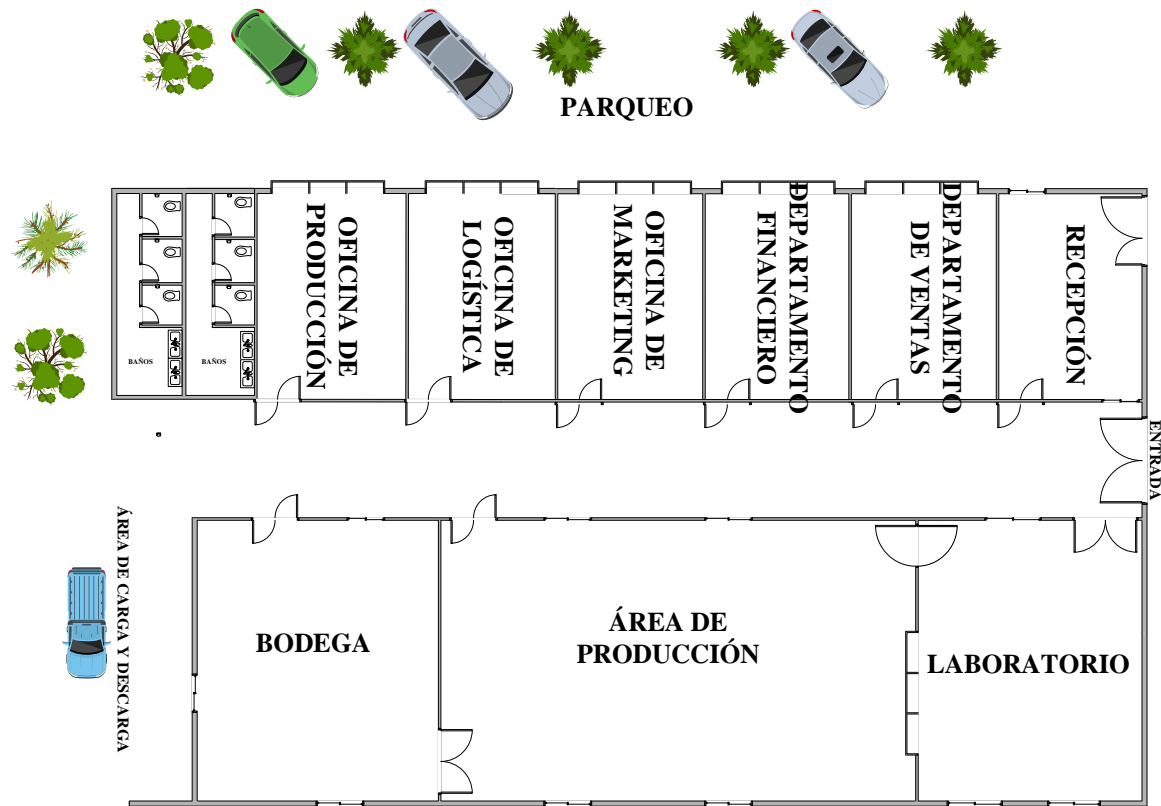 PARQUEO
BAÑOS
BAÑOS
OFICINA DE
PRODUCCIÓN
OFICINA DE
LOGÍSTICA
OFICINA DE
MARKETING
DEPARTAMENTO
FINANCIERO
DEPARTAMENTO
DE VENTAS
RECEPCIÓN
ENTRADA
ÁREA DE CARGA Y DESCARGA
BODEGA
ÁREA DE
PRODUCCIÓN
LABORATORIO